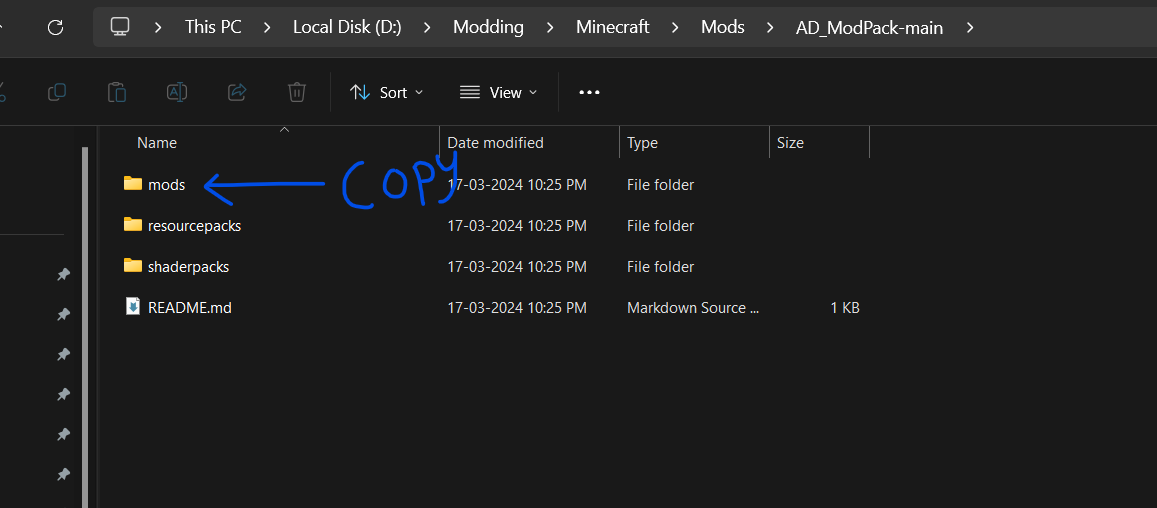 This PC > Local Disk (D:) > Modding > Minecraft > Mods > AD_ModPack-main >
Sort View
Name Date modified Type Size
mods COPY 17-03-2024 10:25 PM File folder
resourcepacks 17-03-2024 10:25 PM File folder
shaderpacks 17-03-2024 10:25 PM File folder
README.md 17-03-2024 10:25 PM Markdown Source ... 1 KB